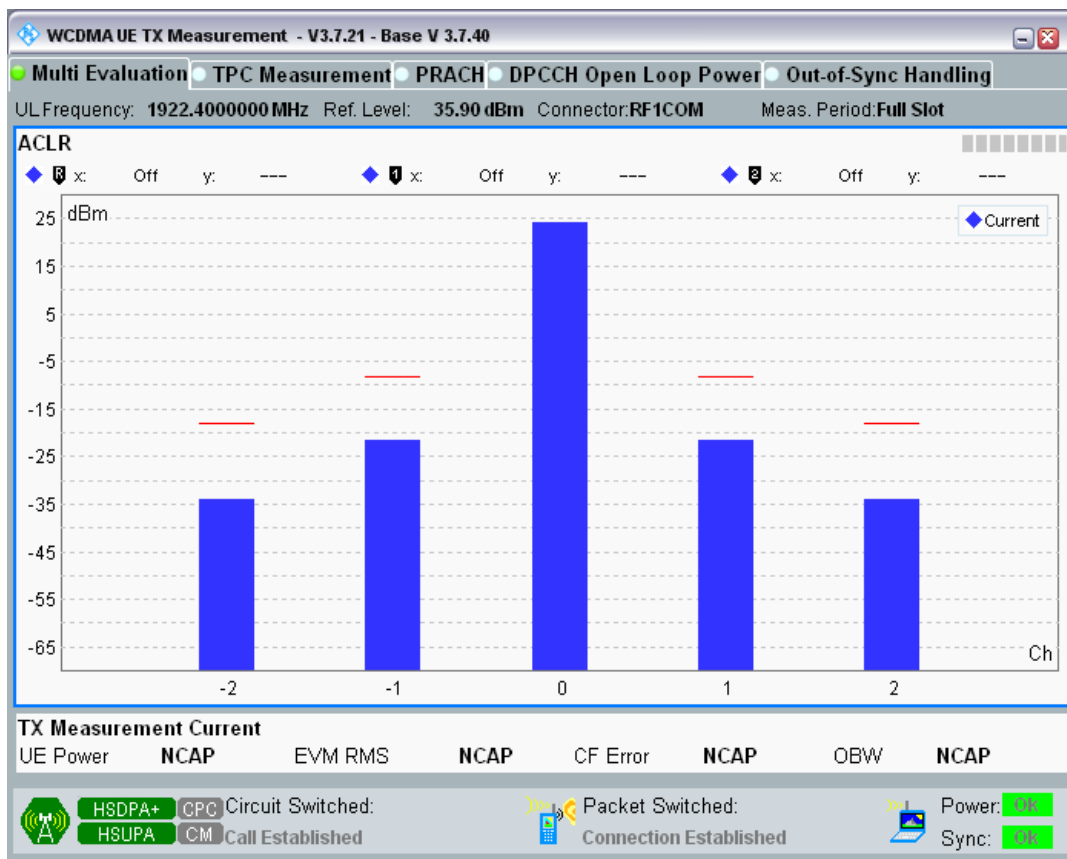 WCDMA UE TX Measurement - V3.7.21 - Base V 3.7.40
Multi Evaluation TPC Measurement PRACH DPCCH Open Loop Power Out-of-Sync Handling
UL Frequency: 1922.4000000 MHz Ref. Level: 35.90 dBm Connector:RF1COM Meas. Period:Full Slot
ACLR
R x: Off y: --- 1 x: Off y: --- 2 x: Off y: ---
dBm
Current
25
15
5
-5
-15
-25
-35
-45
-55
-65
Ch
-2 -1 0 1 2
TX Measurement Current
UE Power NCAP EVM RMS NCAP CF Error NCAP OBW NCAP
HSDPA+ CPC Circuit Switched: Packet Switched: Power: OK
HSUPA CM Call Established Connection Established Sync: OK